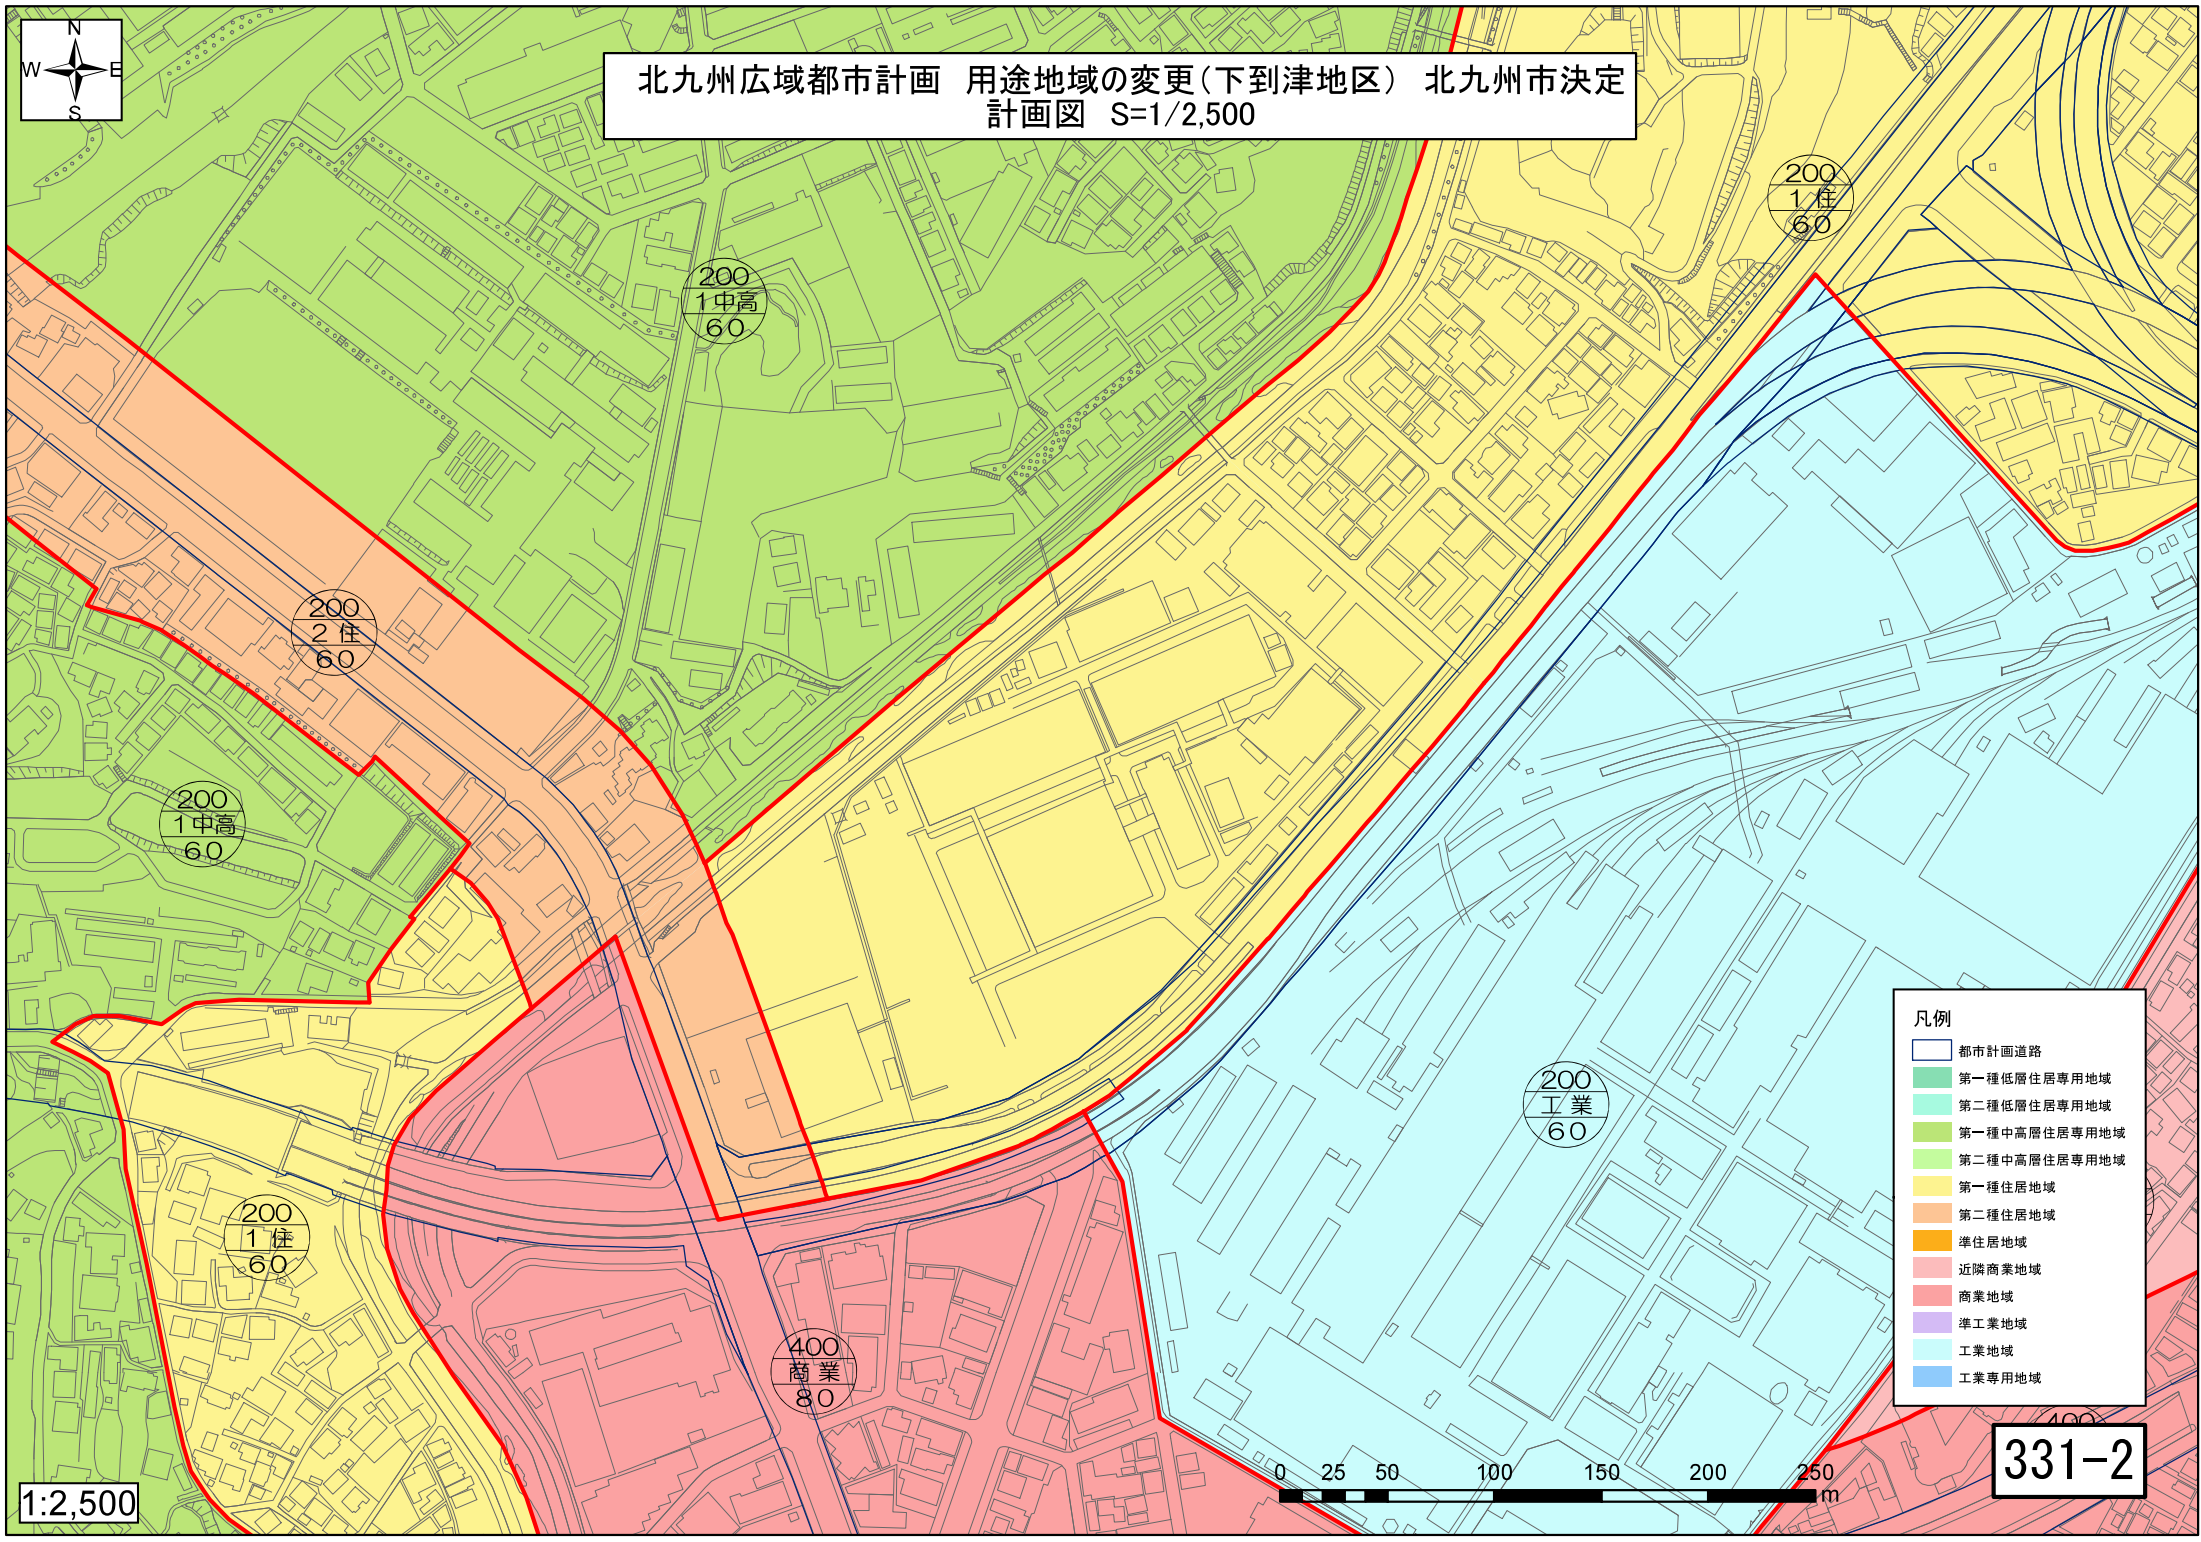 N
W E
S
北九州広域都市計画　用途地域の変更（下到津地区）　北九州市決定
計画図　S=1/2,500
200
1 住
60
200
1中高
60
200
2 住
60
200
1中高
60
200
工 業
60
200
1 住
60
400
商 業
80
凡例
都市計画道路
第一種低層住居専用地域
第二種低層住居専用地域
第一種中高層住居専用地域
第二種中高層住居専用地域
第一種住居地域
第二種住居地域
準住居地域
近隣商業地域
商業地域
準工業地域
工業地域
工業専用地域
400
331-2
0 25 50 100 150 200 250
m
1:2,500